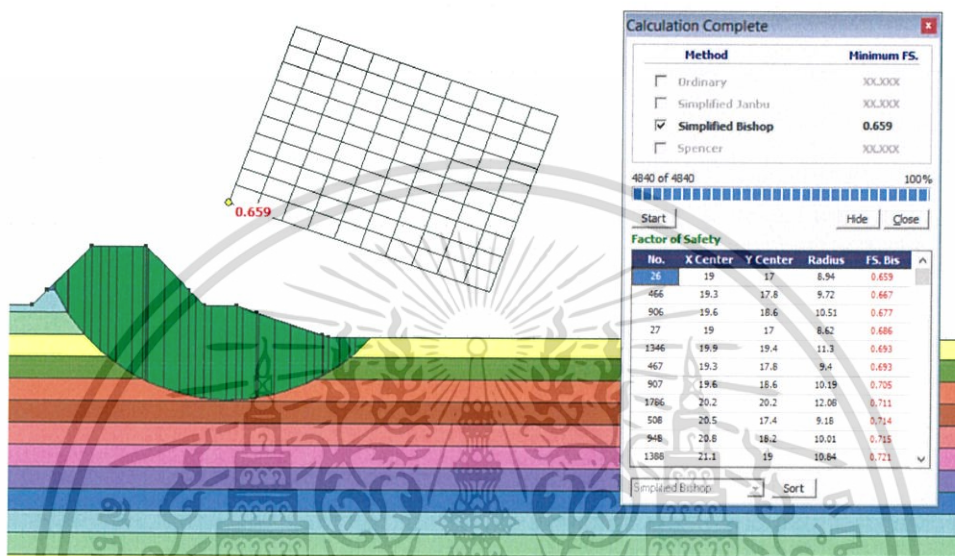 0.659
Calculation Complete x
Method Minimum FS.
Ordinary XX.XXX
Simplified Janbu XX.XXX
Simplified Bishop 0.659
Spencer XX.XXX
4840 of 4840 100%
Start Hide Close
Factor of Safety
No. X Center Y Center Radius FS. Bis
26 19 17 8.94 0.659
466 19.3 17.8 9.72 0.667
906 19.6 18.6 10.51 0.677
27 19 17 8.62 0.686
1346 19.9 19.4 11.3 0.693
467 19.3 17.8 9.4 0.693
907 19.6 18.6 10.19 0.705
1786 20.2 20.2 12.08 0.711
508 20.5 17.4 9.18 0.714
948 20.8 18.2 10.01 0.715
1388 21.1 19 10.84 0.721
Simplified Bishop Sort